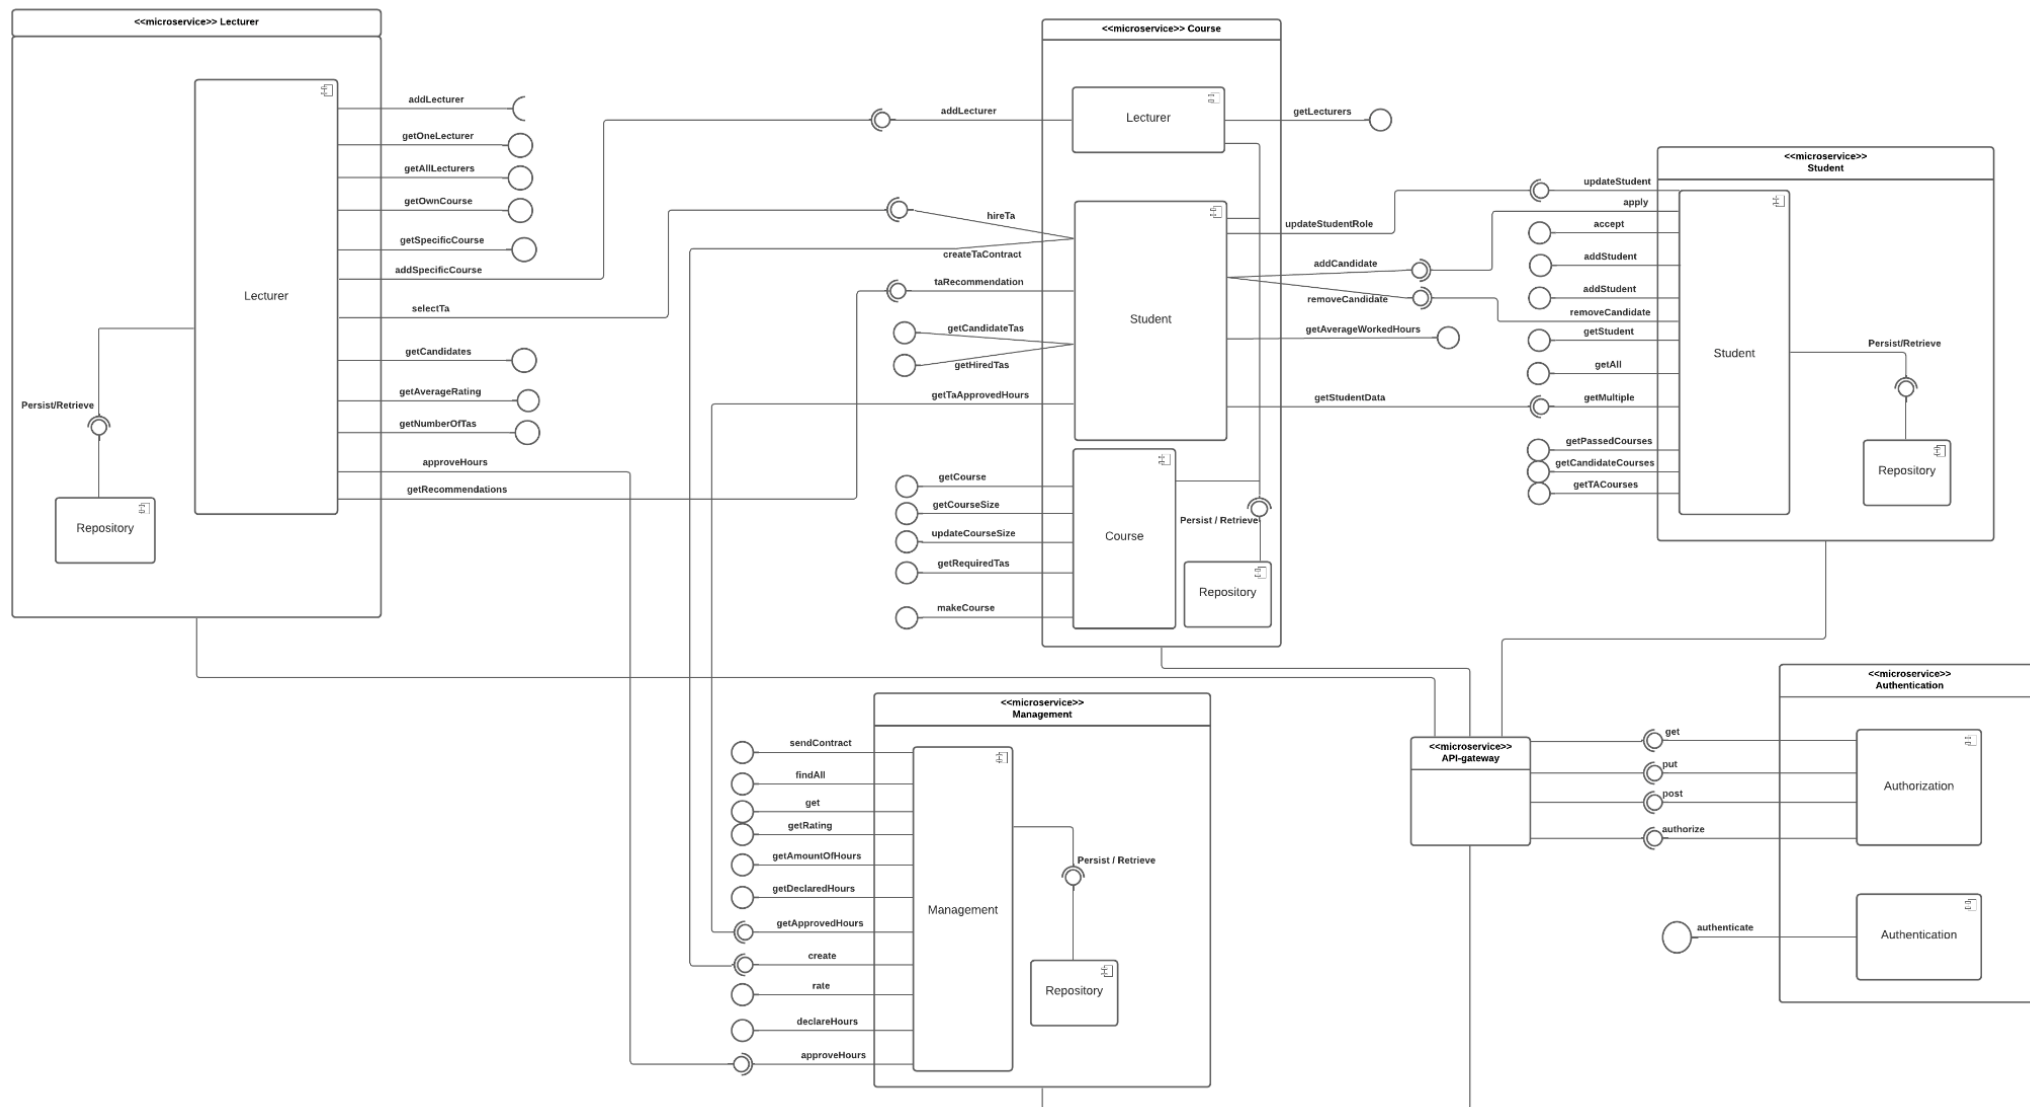 <<microservice>> Lecturer
Lecturer
addLecturer
getOneLecturer
getAllLecturers
getOwnCourse
getSpecificCourse
addSpecificCourse
selectTa
getCandidates
getAverageRating
getNumberOfTas
approveHours
getRecommendations
Persist/Retrieve
Repository
<<microservice>> Course
Lecturer
addLecturer
getLecturers
Student
hireTa
createTaContract
taRecommendation
getCandidateTas
getHiredTas
getTaApprovedHours
updateStudentRole
addCandidate
removeCandidate
getAverageWorkedHours
getStudentData
Course
getCourse
getCourseSize
updateCourseSize
getRequiredTas
makeCourse
Persist / Retrieve
Repository
<<microservice>>
Student
Student
updateStudent
apply
accept
addStudent
addStudent
removeCandidate
getStudent
getAll
getMultiple
getPassedCourses
getCandidateCourses
getTACourses
Persist/Retrieve
Repository
<<microservice>>
Management
Management
sendContract
findAll
get
getRating
getAmountOfHours
getDeclaredHours
getApprovedHours
create
rate
declareHours
approveHours
Persist / Retrieve
Repository
<<microservice>>
API-gateway
<<microservice>>
Authentication
get
put
post
authorize
Authorization
authenticate
Authentication